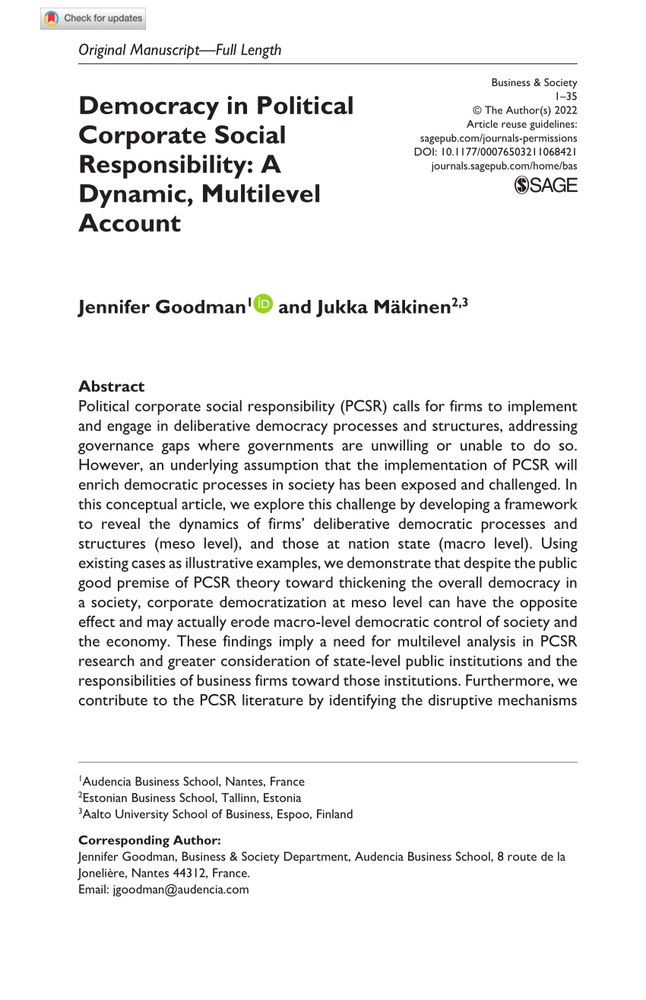 Check for updates
Original Manuscript—Full Length
Democracy in Political
Corporate Social
Responsibility: A
Dynamic, Multilevel
Account
Business & Society
1–35
© The Author(s) 2022
Article reuse guidelines:
sagepub.com/journals-permissions
DOI: 10.1177/00076503211068421
journals.sagepub.com/home/bas
SAGE
Jennifer Goodman1 iD and Jukka Mäkinen2,3
Abstract
Political corporate social responsibility (PCSR) calls for firms to implement
and engage in deliberative democracy processes and structures, addressing
governance gaps where governments are unwilling or unable to do so.
However, an underlying assumption that the implementation of PCSR will
enrich democratic processes in society has been exposed and challenged. In
this conceptual article, we explore this challenge by developing a framework
to reveal the dynamics of firms’ deliberative democratic processes and
structures (meso level), and those at nation state (macro level). Using
existing cases as illustrative examples, we demonstrate that despite the public
good premise of PCSR theory toward thickening the overall democracy in
a society, corporate democratization at meso level can have the opposite
effect and may actually erode macro-level democratic control of society and
the economy. These findings imply a need for multilevel analysis in PCSR
research and greater consideration of state-level public institutions and the
responsibilities of business firms toward those institutions. Furthermore, we
contribute to the PCSR literature by identifying the disruptive mechanisms
1Audencia Business School, Nantes, France
2Estonian Business School, Tallinn, Estonia
3Aalto University School of Business, Espoo, Finland
Corresponding Author:
Jennifer Goodman, Business & Society Department, Audencia Business School, 8 route de la
Jonelière, Nantes 44312, France.
Email: jgoodman@audencia.com